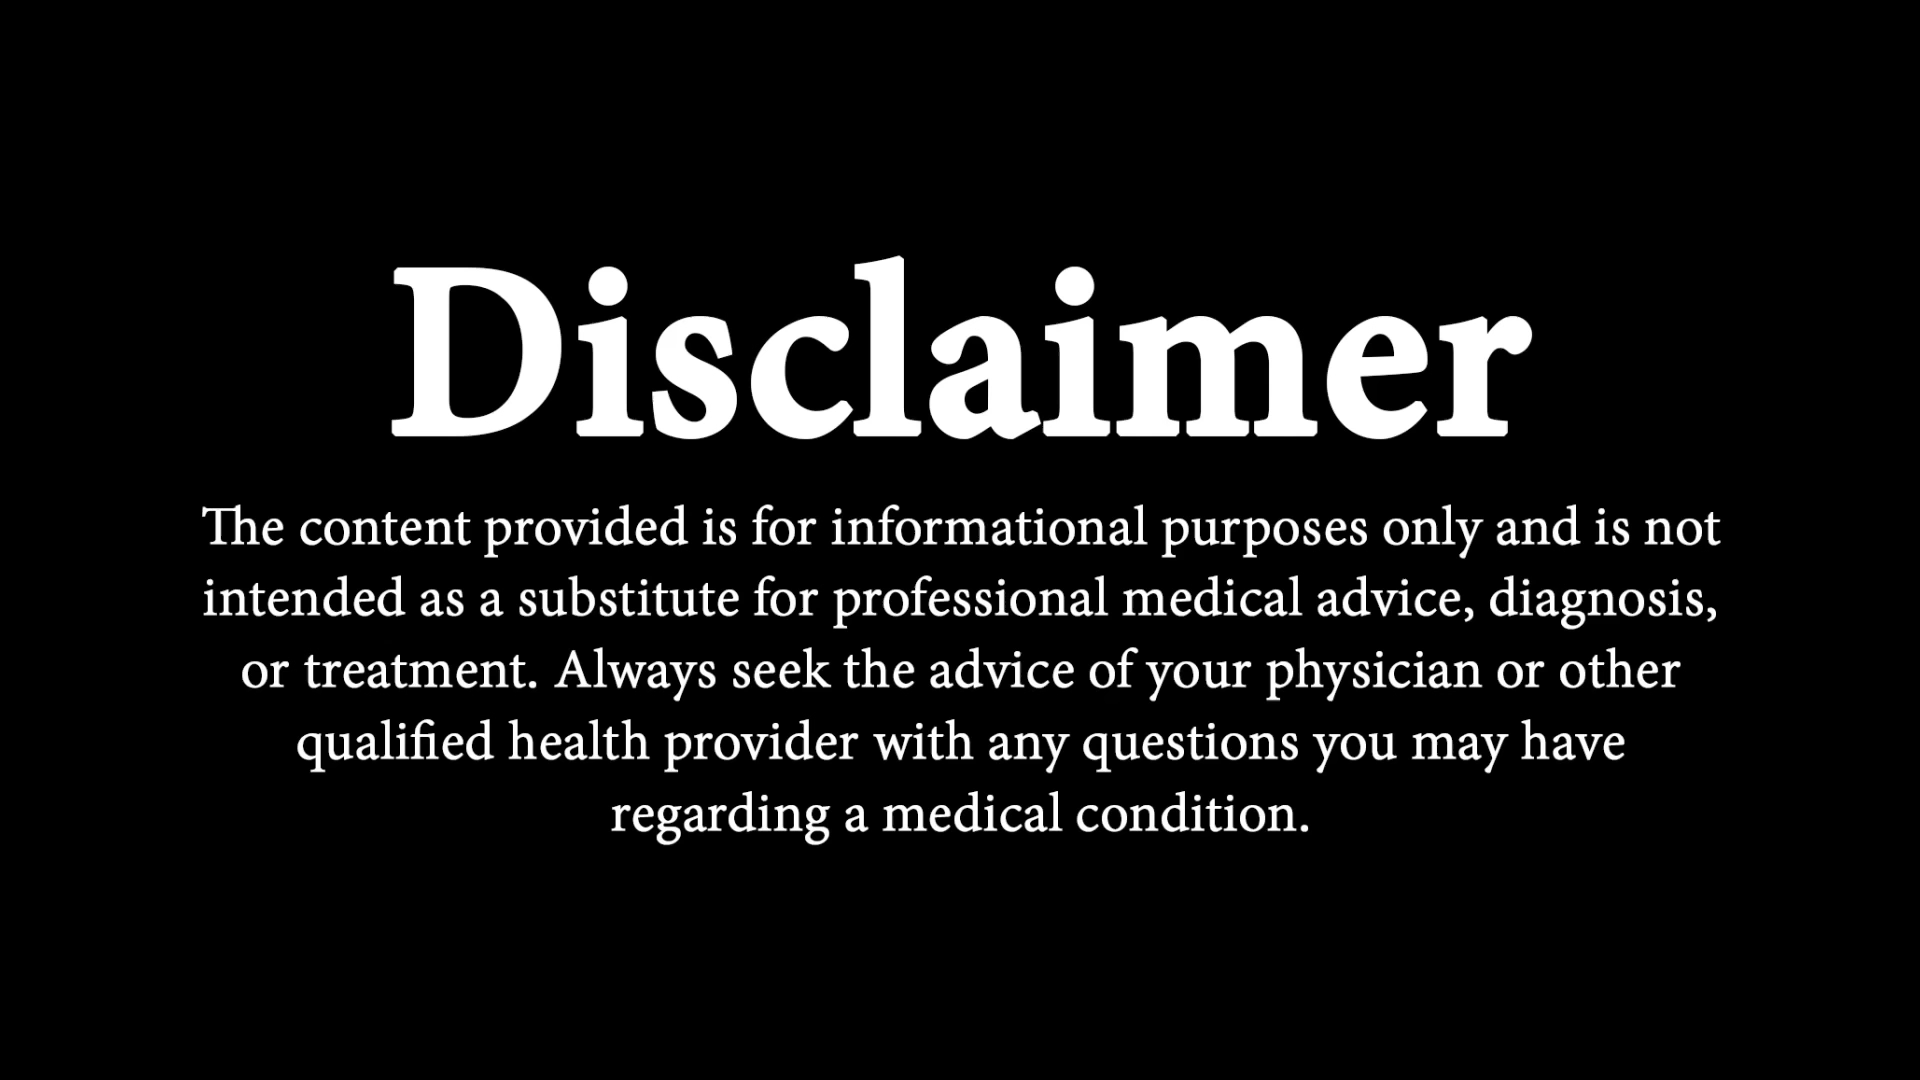 Disclaimer
The content provided is for informational purposes only and is not
intended as a substitute for professional medical advice, diagnosis,
or treatment. Always seek the advice of your physician or other
qualified health provider with any questions you may have
regarding a medical condition.